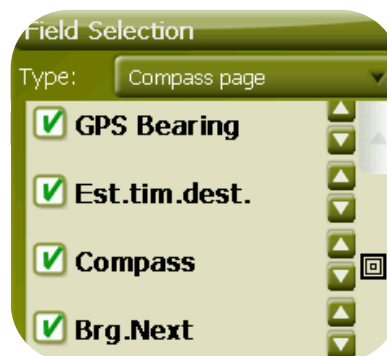 Field Selection
Type: Compass page
GPS Bearing
Est.tim.dest.
Compass
Brg.Next